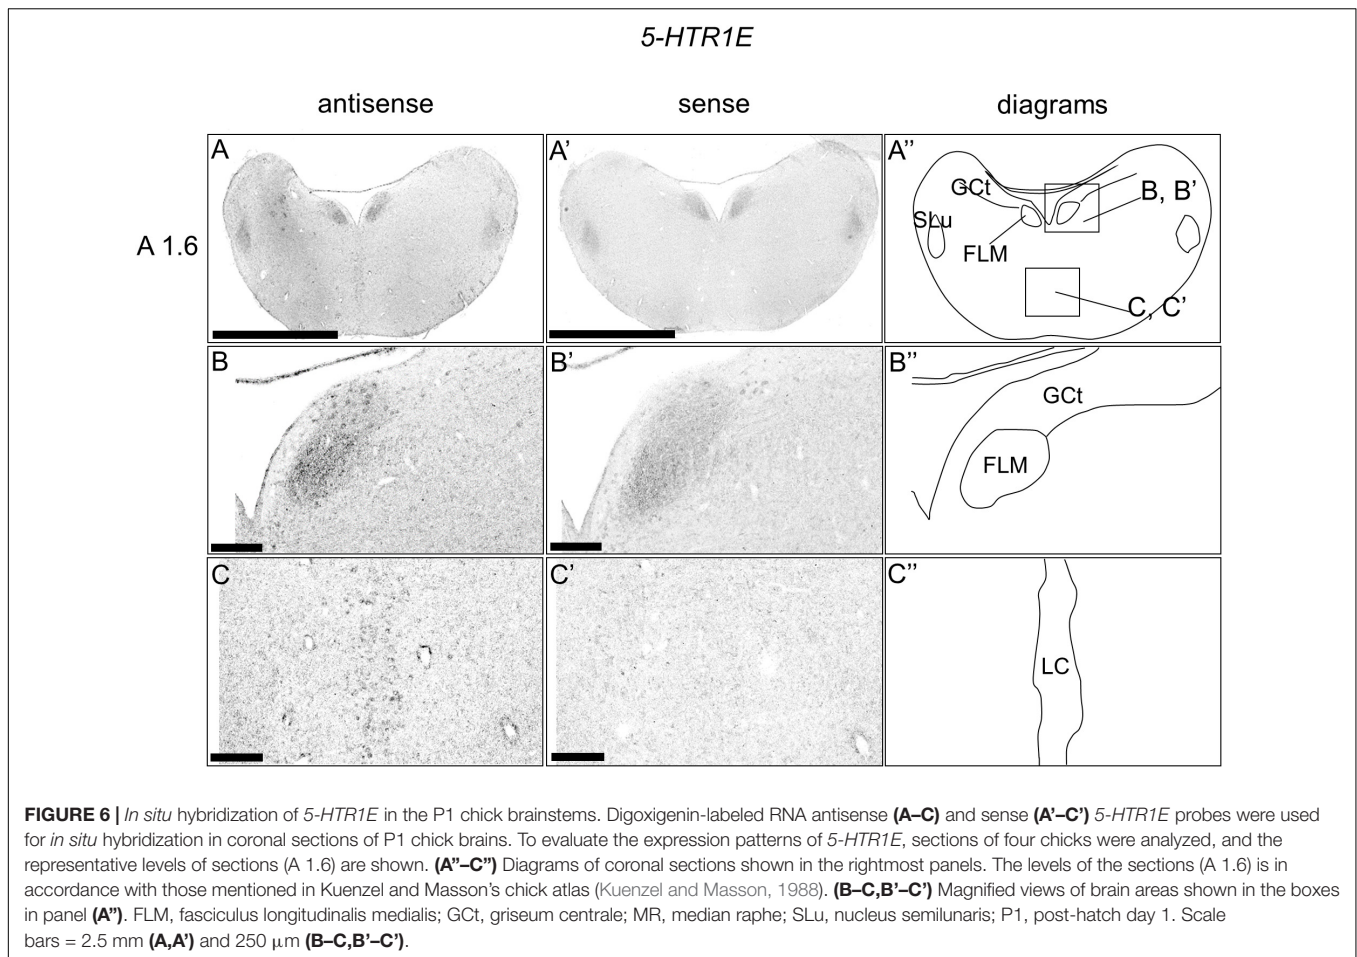 5-HTR1E
antisense
sense
diagrams
A 1.6
A
A'
A''
GCt
SLu
FLM
B, B'
C, C'
B
B'
B''
GCt
FLM
C
C'
C''
LC
FIGURE 6 | In situ hybridization of 5-HTR1E in the P1 chick brainstems. Digoxigenin-labeled RNA antisense (A–C) and sense (A'–C') 5-HTR1E probes were used
for in situ hybridization in coronal sections of P1 chick brains. To evaluate the expression patterns of 5-HTR1E, sections of four chicks were analyzed, and the
representative levels of sections (A 1.6) are shown. (A''–C'') Diagrams of coronal sections shown in the rightmost panels. The levels of the sections (A 1.6) is in
accordance with those mentioned in Kuenzel and Masson's chick atlas (Kuenzel and Masson, 1988). (B–C,B'–C') Magnified views of brain areas shown in the boxes
in panel (A''). FLM, fasciculus longitudinalis medialis; GCt, griseum centrale; MR, median raphe; SLu, nucleus semilunaris; P1, post-hatch day 1. Scale
bars = 2.5 mm (A,A') and 250 μm (B–C,B'–C').